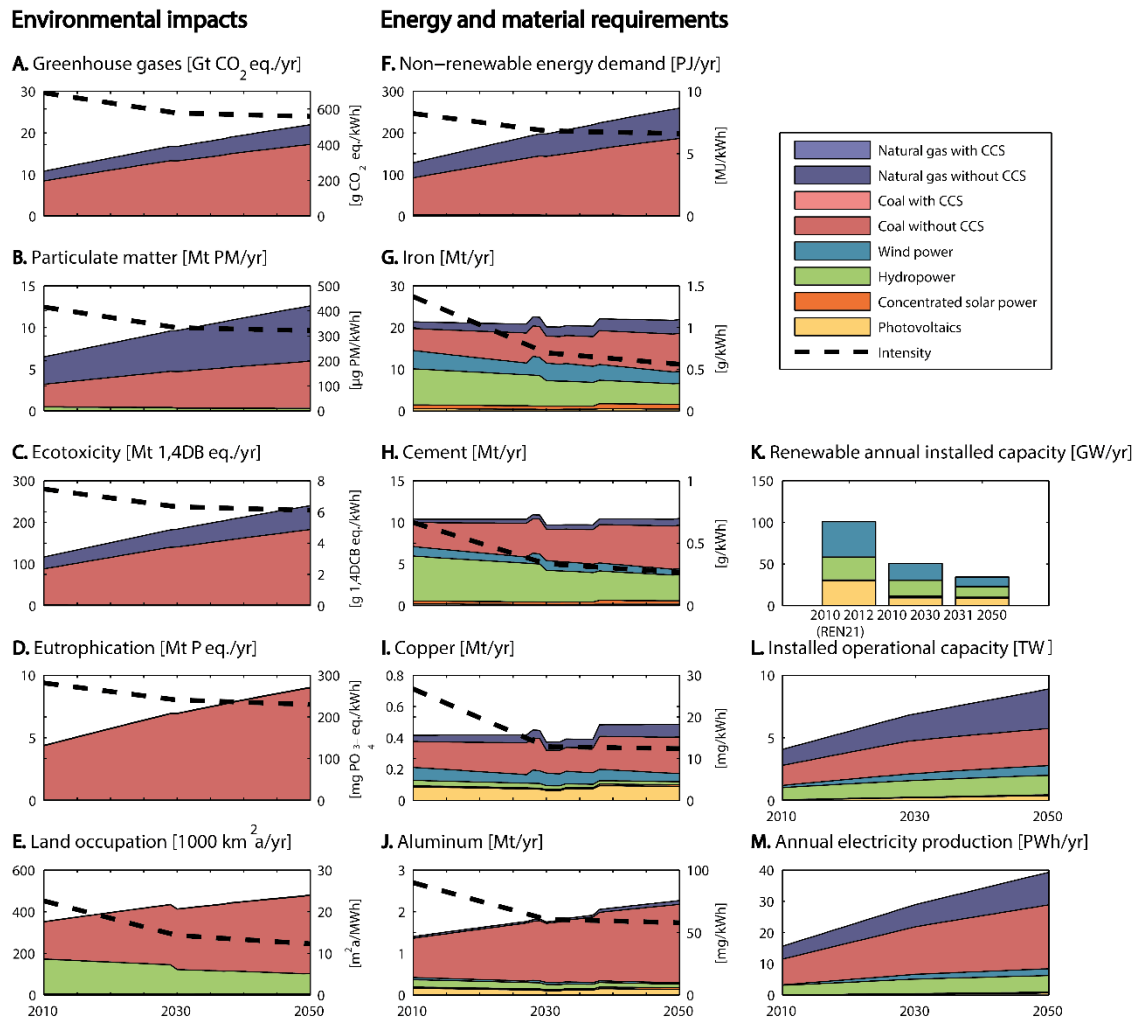 Environmental impacts
Energy and material requirements
A. Greenhouse gases [Gt CO2 eq./yr]
30
20
10
0
600
400
200
0
[g CO2 eq./kWh]
F. Non−renewable energy demand [PJ/yr]
300
200
100
0
10
5
0
[MJ/kWh]
Natural gas with CCS
Natural gas without CCS
Coal with CCS
Coal without CCS
Wind power
Hydropower
Concentrated solar power
Photovoltaics
Intensity
B. Particulate matter [Mt PM/yr]
15
10
5
0
500
400
300
200
100
0
[µg PM/kWh]
G. Iron [Mt/yr]
30
20
10
0
1.5
1
0.5
0
[g/kWh]
C. Ecotoxicity [Mt 1,4DB eq./yr]
300
200
100
0
8
6
4
2
0
[g 1,4DCB eq./kWh]
H. Cement [Mt/yr]
15
10
5
0
1
0.5
0
[g/kWh]
K. Renewable annual installed capacity [GW/yr]
150
100
50
0
2010 2012 2010 2030 2031 2050
(REN21)
D. Eutrophication [Mt P eq./yr]
10
5
0
300
200
100
0
[mg PO 3− 4 eq./kWh]
I. Copper [Mt/yr]
0.8
0.6
0.4
0.2
0
30
20
10
0
[mg/kWh]
L. Installed operational capacity [TW]
10
5
0
2010 2030 2050
E. Land occupation [1000 km2a/yr]
600
400
200
0
30
20
10
0
[m2a/MWh]
2010 2030 2050
J. Aluminum [Mt/yr]
3
2
1
0
100
50
0
[mg/kWh]
2010 2030 2050
M. Annual electricity production [PWh/yr]
40
30
20
10
0
2010 2030 2050